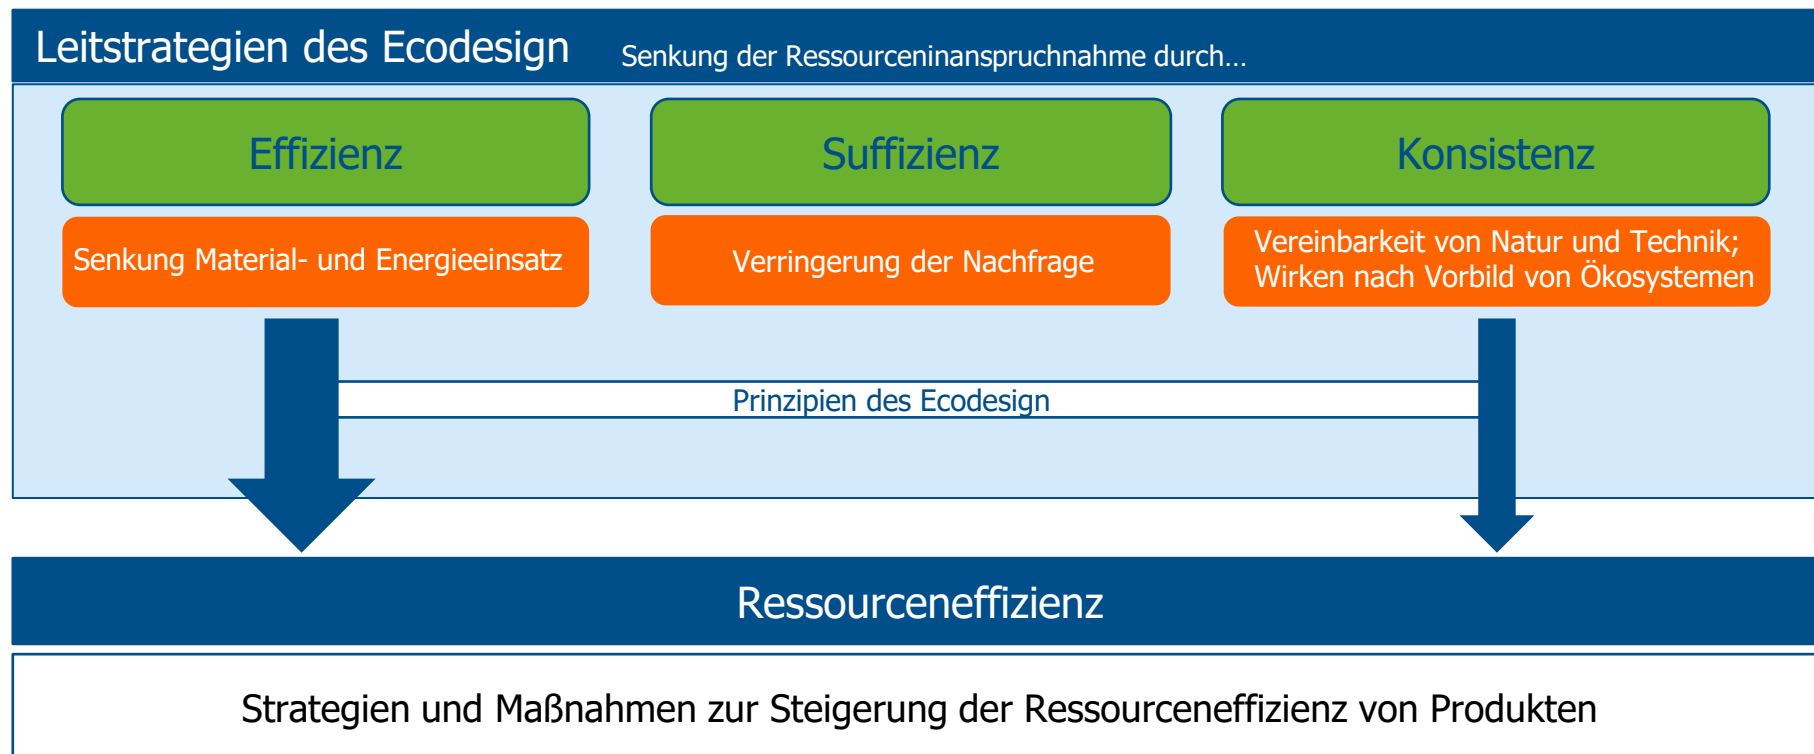 Leitstrategien des Ecodesign
Senkung der Ressourceninanspruchnahme durch...
Effizienz
Suffizienz
Konsistenz
Senkung Material- und Energieeinsatz
Verringerung der Nachfrage
Vereinbarkeit von Natur und Technik;
Wirken nach Vorbild von Ökosystemen
Prinzipien des Ecodesign
Ressourceneffizienz
Strategien und Maßnahmen zur Steigerung der Ressourceneffizienz von Produkten